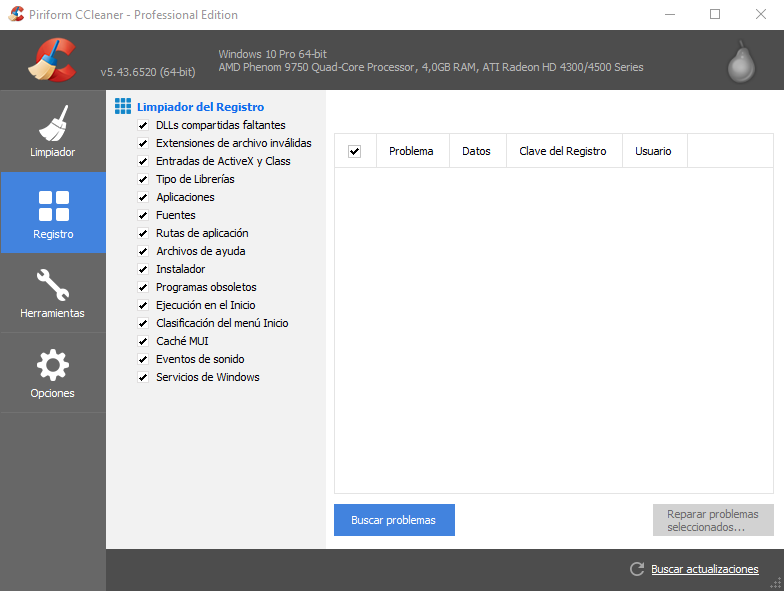 Piriform CCleaner - Professional Edition
v5.43.6520 (64-bit)
Windows 10 Pro 64-bit
AMD Phenom 9750 Quad-Core Processor, 4,0GB RAM, ATI Radeon HD 4300/4500 Series
Limpiador
Registro
Herramientas
Opciones
Limpiador del Registro
DLLs compartidas faltantes
Extensiones de archivo inválidas
Entradas de ActiveX y Class
Tipo de Librerías
Aplicaciones
Fuentes
Rutas de aplicación
Archivos de ayuda
Instalador
Programas obsoletos
Ejecución en el Inicio
Clasificación del menú Inicio
Caché MUI
Eventos de sonido
Servicios de Windows
Problema Datos Clave del Registro Usuario
Buscar problemas
Reparar problemas
seleccionados...
Buscar actualizaciones